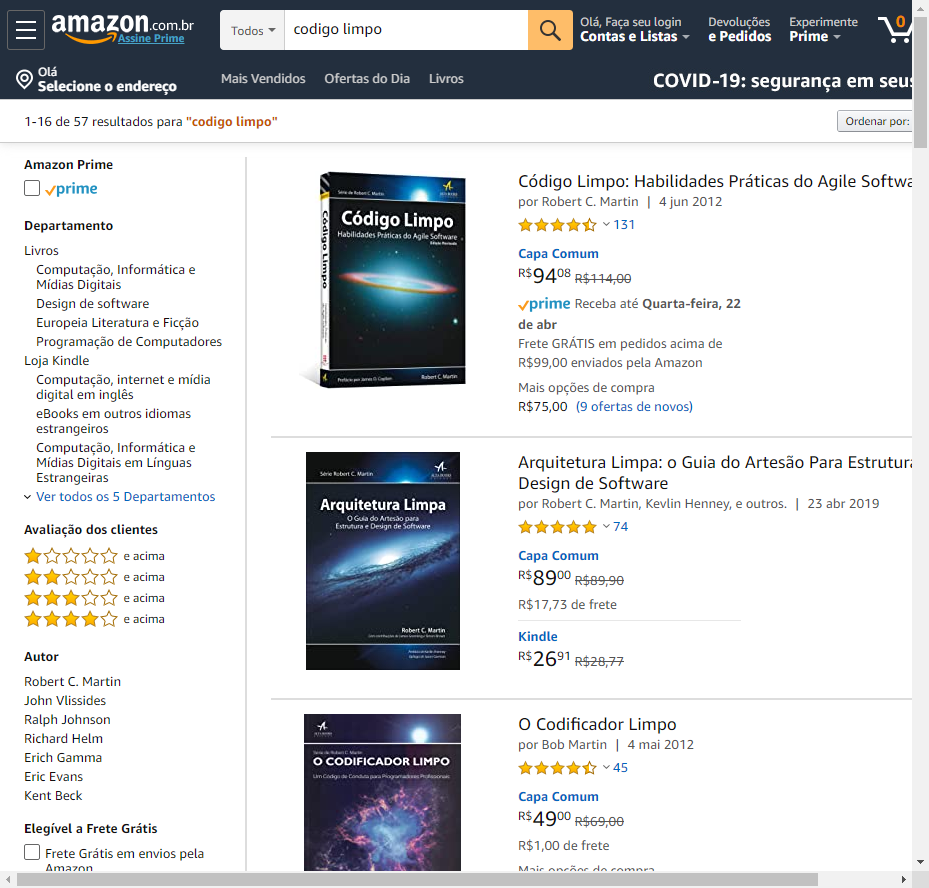 amazon.com.br
Assine Prime
Todos
codigo limpo
Olá, Faça seu login
Contas e Listas
Devoluções
e Pedidos
Experimente
Prime
0
Olá
Selecione o endereço
Mais Vendidos
Ofertas do Dia
Livros
COVID-19: segurança em seus
1-16 de 57 resultados para "codigo limpo"
Ordenar por:
Amazon Prime
prime
Departamento
Livros
Computação, Informática e
Mídias Digitais
Design de software
Europeia Literatura e Ficção
Programação de Computadores
Loja Kindle
Computação, internet e mídia
digital em inglês
eBooks em outros idiomas
estrangeiros
Computação, Informática e
Mídias Digitais em Línguas
Estrangeiras
Ver todos os 5 Departamentos
Avaliação dos clientes
e acima
e acima
e acima
e acima
Autor
Robert C. Martin
John Vlissides
Ralph Johnson
Richard Helm
Erich Gamma
Eric Evans
Kent Beck
Elegível a Frete Grátis
Frete Grátis em envios pela
Amazon
Série de Robert C. Martin
Código Limpo
Habilidades Práticas do Agile Software
Edição Revisada
Código Limpo
Prefácio por James O. Coplien
Robert C. Martin
Código Limpo: Habilidades Práticas do Agile Softwa
por Robert C. Martin | 4 jun 2012
131
Capa Comum
R$9408 R$114,00
prime Receba até Quarta-feira, 22
de abr
Frete GRÁTIS em pedidos acima de
R$99,00 enviados pela Amazon
Mais opções de compra
R$75,00 (9 ofertas de novos)
Série Robert C. Martin
Arquitetura Limpa
O Guia do Artesão para
Estrutura e Design de Software
Robert C. Martin
Arquitetura Limpa: o Guia do Artesão Para Estrutura
Design de Software
por Robert C. Martin, Kevlin Henney, e outros. | 23 abr 2019
74
Capa Comum
R$8900 R$89,90
R$17,73 de frete
Kindle
R$2691 R$28,77
Série de Robert C. Martin
O CODIFICADOR LIMPO
Um Código de Conduta para Programadores Profissionais
O Codificador Limpo
por Bob Martin | 4 mai 2012
45
Capa Comum
R$4900 R$69,00
R$1,00 de frete
Mais opções de compra